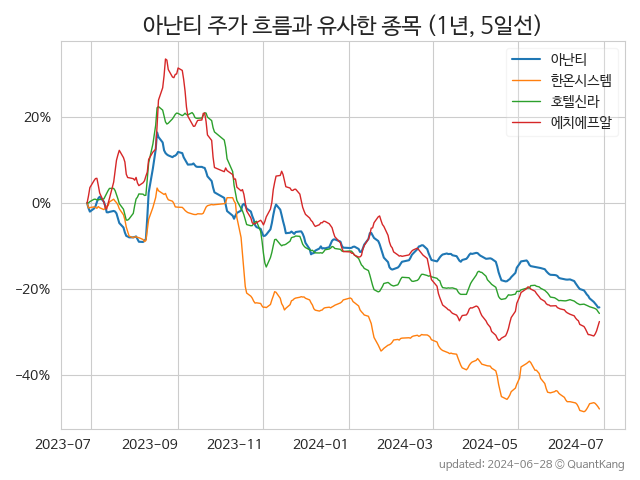 아난티 주가 흐름과 유사한 종목 (1년, 5일선)
아난티
한온시스템
호텔신라
에치에프알
20%
0%
−20%
−40%
2023-07 2023-09 2023-11 2024-01 2024-03 2024-05 2024-07
updated: 2024-06-28 © QuantKang